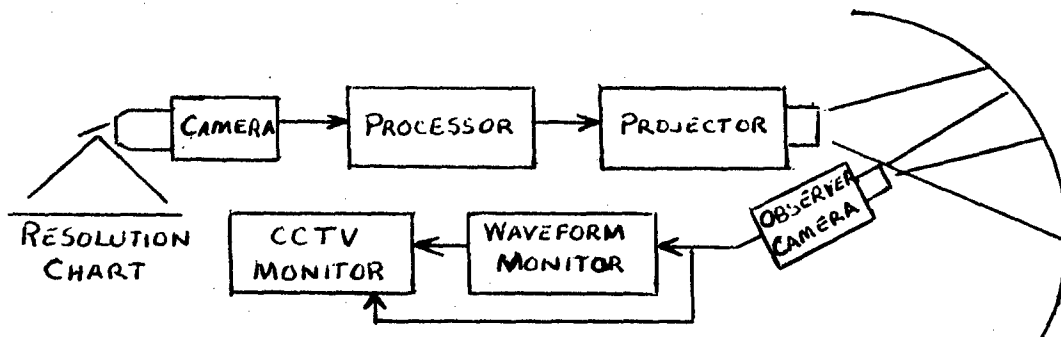 CAMERA
PROCESSOR
PROJECTOR
OBSERVER
CAMERA
RESOLUTION
CHART
CCTV
MONITOR
WAVEFORM
MONITOR